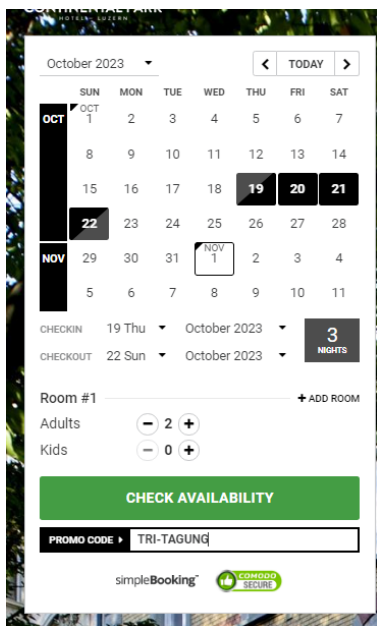 CONTINENTAL PARK
HOTEL - LUZERN
October 2023
TODAY
SUN MON TUE WED THU FRI SAT
OCT OCT 1 2 3 4 5 6 7
8 9 10 11 12 13 14
15 16 17 18 19 20 21
22 23 24 25 26 27 28
NOV 29 30 31 NOV 1 2 3 4
5 6 7 8 9 10 11
CHECKIN 19 Thu October 2023
CHECKOUT 22 Sun October 2023
3
NIGHTS
Room #1 + ADD ROOM
Adults − 2 +
Kids − 0 +
CHECK AVAILABILITY
PROMO CODE TRI-TAGUNG
simpleBooking COMODO
SECURE